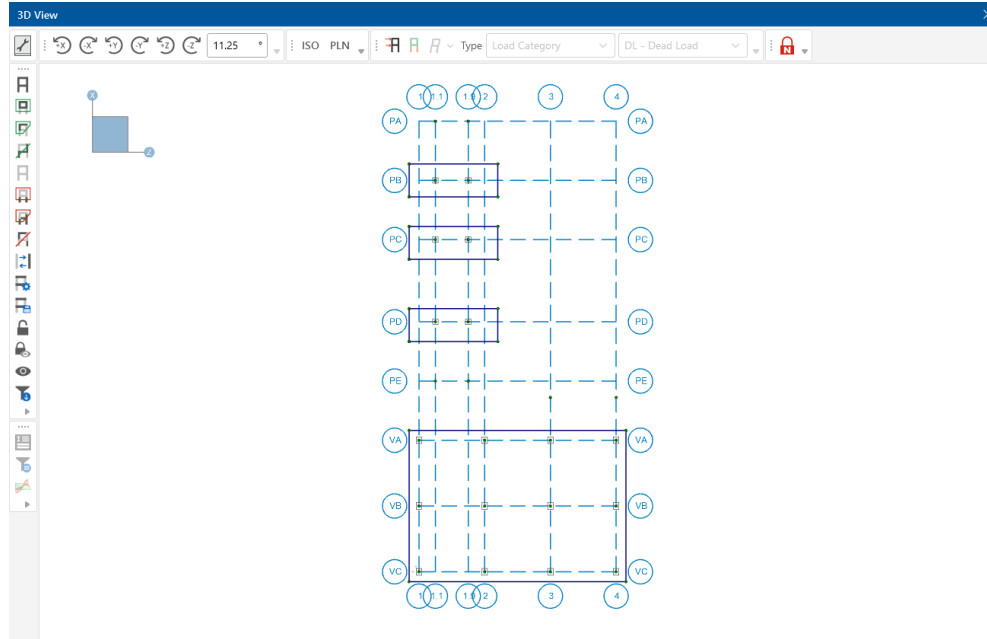 3D View
+X -X +Y -Y +Z -Z 11.25 ° ISO PLN Type Load Category DL - Dead Load N
X
Z
1 1.1 1.9 2 3 4
PA PA
PB PB
PC PC
PD PD
PE PE
VA VA
VB VB
VC VC
1 1.1 1.9 2 3 4